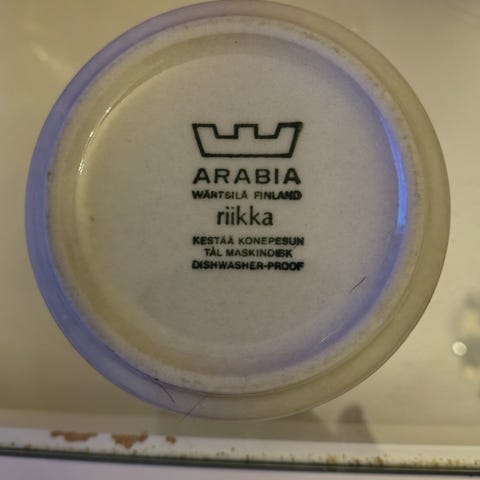 ARABIA
WÄRTSILÄ FINLAND
riikka
KESTÄÄ KONEPESUN
TÅL MASKINDISK
DISHWASHER-PROOF